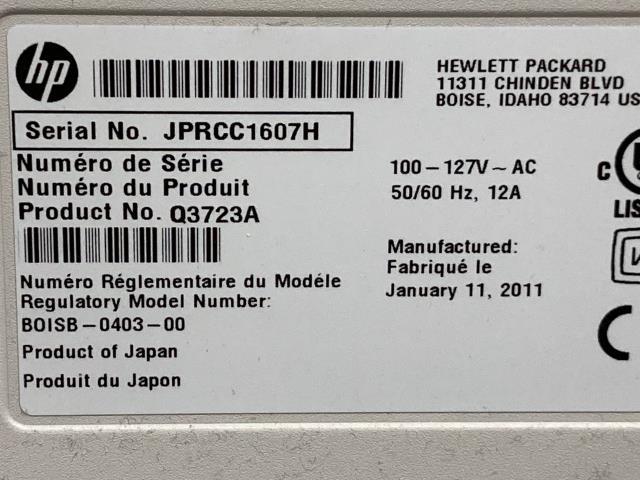 hp
HEWLETT PACKARD
11311 CHINDEN BLVD
BOISE, IDAHO 83714 US
Serial No. JPRCC1607H
Numéro de Série
Numéro du Produit
Product No. Q3723A
100-127V~AC
50/60 Hz, 12A
C
LIS
Manufactured:
Fabriqué le
January 11, 2011
Numéro Réglementaire du Modèle
Regulatory Model Number:
BOISB-0403-00
Product of Japan
Produit du Japon